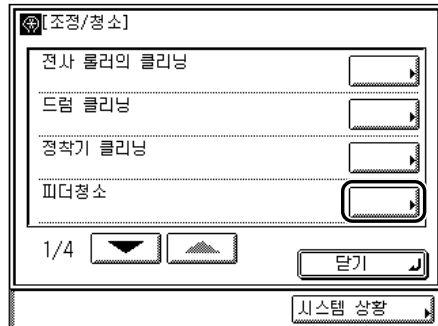 [조정/청소]
전사 롤러의 클리닝
드럼 클리닝
정착기 클리닝
피더청소
1/4
닫기
시스템 상황